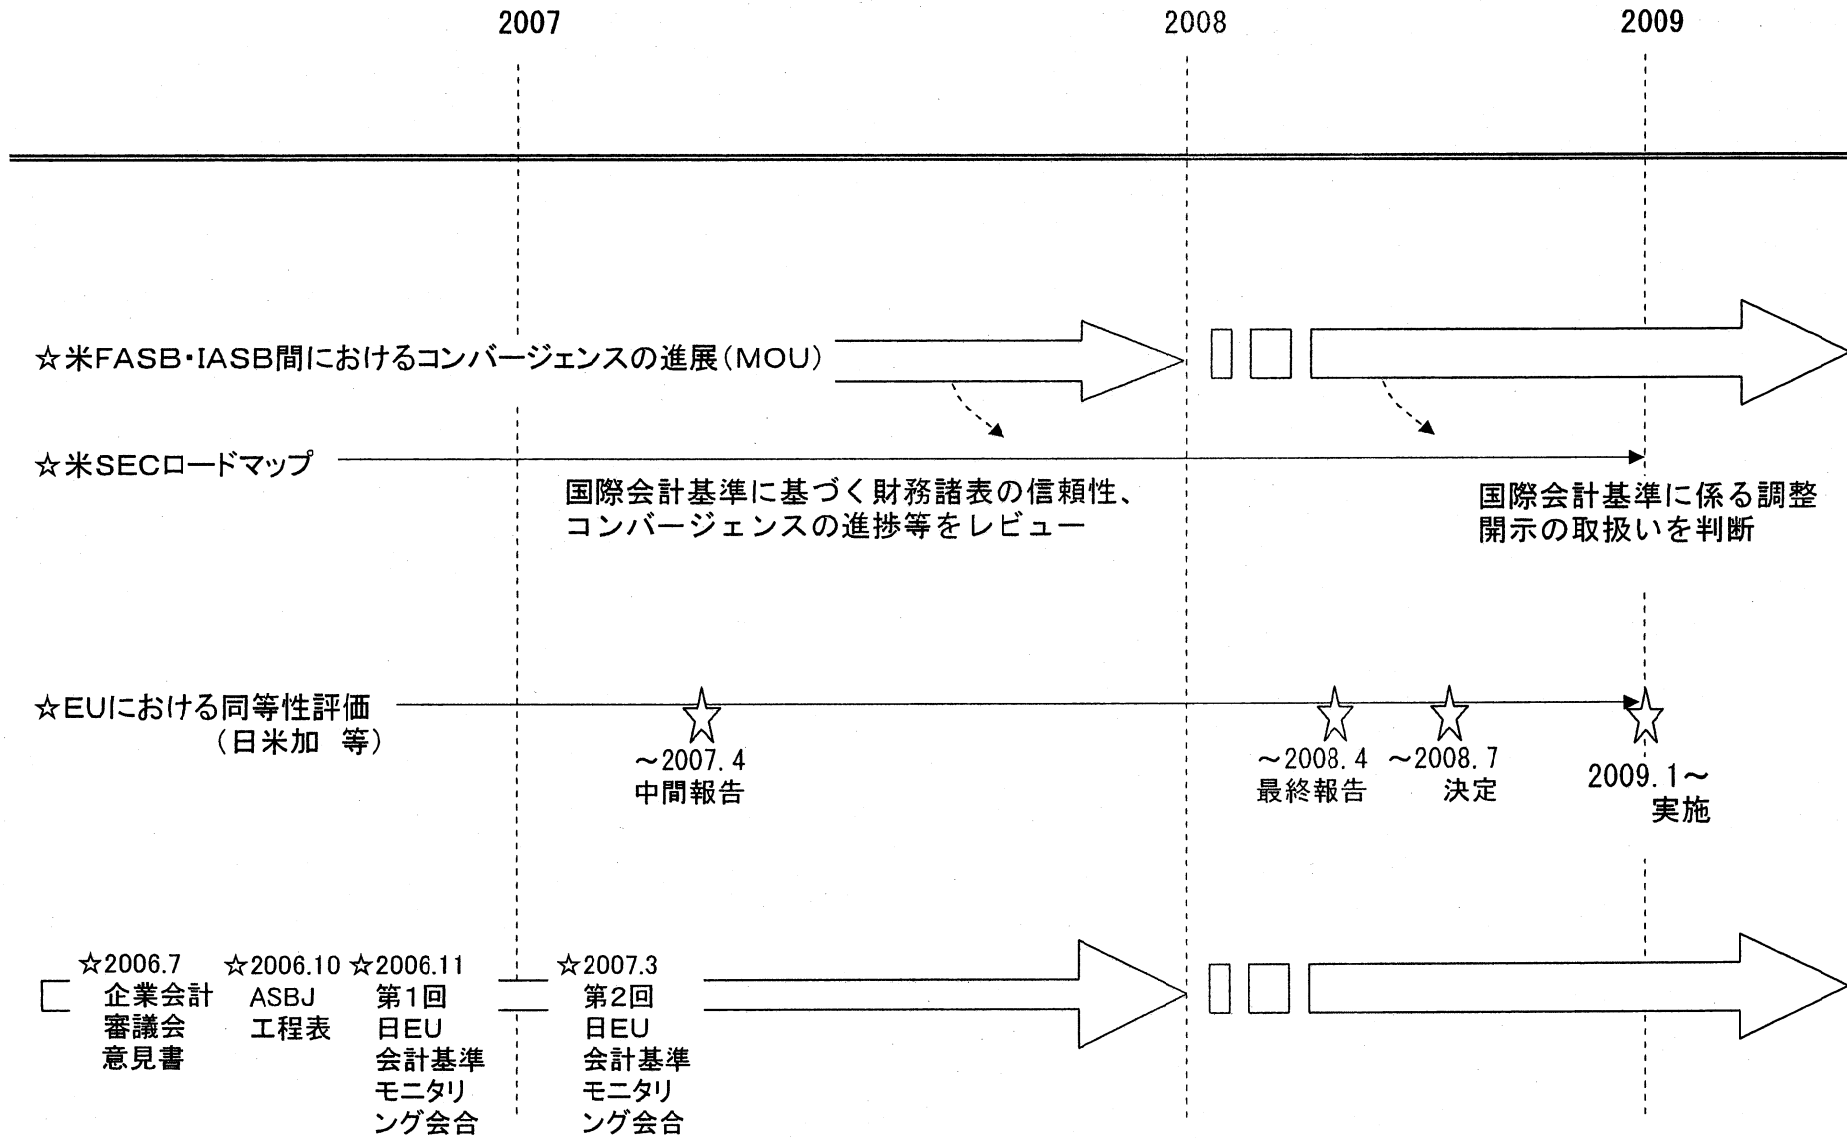 2007
2008
2009
☆米FASB・IASB間におけるコンバージェンスの進展(MOU)
☆米SECロードマップ
国際会計基準に基づく財務諸表の信頼性、
コンバージェンスの進捗等をレビュー
国際会計基準に係る調整
開示の取扱いを判断
☆EUにおける同等性評価
(日米加 等)
～2007.4
中間報告
～2008.4
最終報告
～2008.7
決定
2009.1～
実施
☆2006.7
企業会計
審議会
意見書
☆2006.10
ASBJ
工程表
☆2006.11
第1回
日EU
会計基準
モニタリ
ング会合
☆2007.3
第2回
日EU
会計基準
モニタリ
ング会合